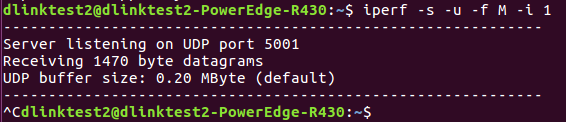 dlinktest2@dlinktest2-PowerEdge-R430:~$ iperf -s -u -f M -i 1
------------------------------------------------------------
Server listening on UDP port 5001
Receiving 1470 byte datagrams
UDP buffer size: 0.20 MByte (default)
------------------------------------------------------------
^Cdlinktest2@dlinktest2-PowerEdge-R430:~$